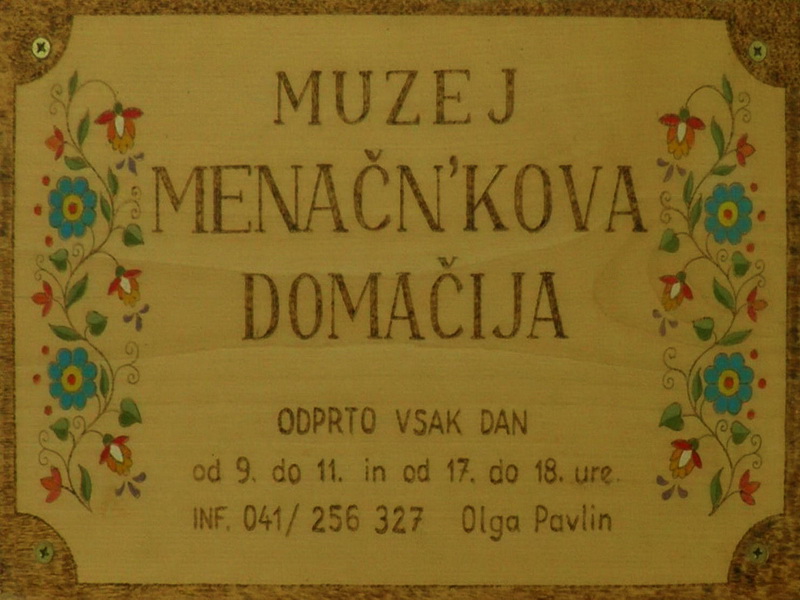 MUZEJ
MENAČN'KOVA
DOMAČIJA
ODPRTO VSAK DAN
od 9. do 11. in od 17. do 18. ure.
INF. 041/ 256 327 Olga Pavlin